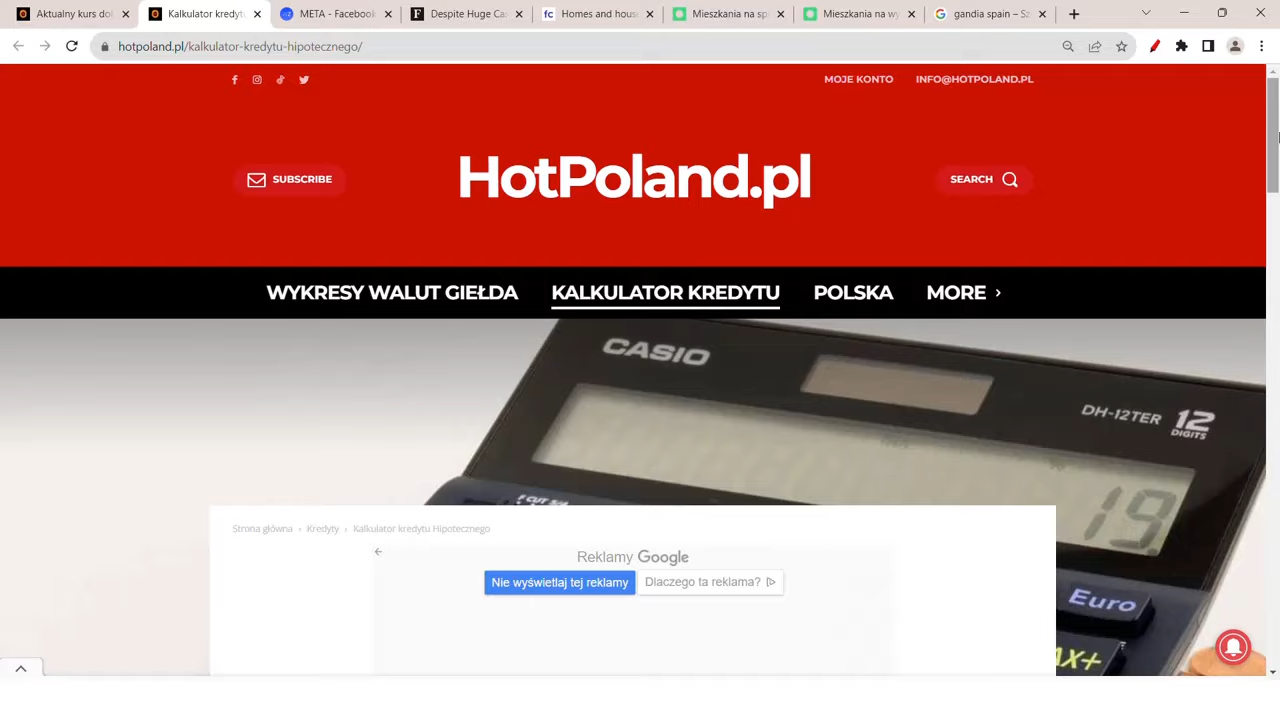 Aktualny kurs dol
Kalkulator kredytu
META - Facebook
Despite Huge Ca
Homes and hous
Mieszkania na sp
Mieszkania na wy
gandia spain – Sz
hotpoland.pl/kalkulator-kredytu-hipotecznego/
MOJE KONTO
INFO@HOTPOLAND.PL
SUBSCRIBE
HotPoland.pl
SEARCH
WYKRESY WALUT GIEŁDA
KALKULATOR KREDYTU
POLSKA
MORE ›
CASIO
DH-12TER 12
DIGITS
19
Strona główna › Kredyty › Kalkulator kredytu Hipotecznego
Reklamy Google
Nie wyświetlaj tej reklamy
Dlaczego ta reklama?
Euro